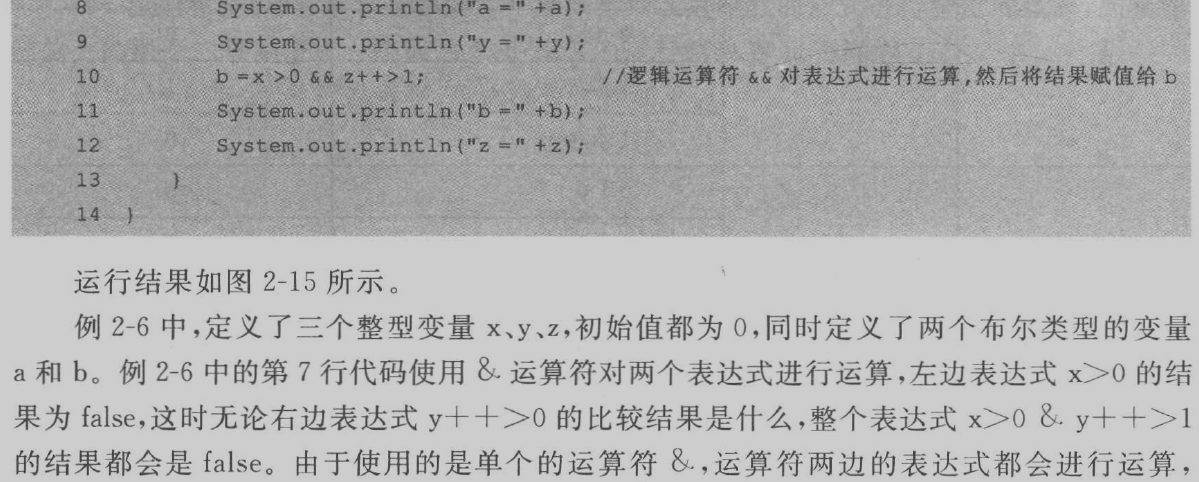 8 System.out.println("a =" +a);
9 System.out.println("y =" +y);
10 b =x >0 && z++>1; //逻辑运算符 && 对表达式进行运算,然后将结果赋值给 b
11 System.out.println("b =" +b);
12 System.out.println("z =" +z);
13 }
14 }
运行结果如图 2-15 所示。
例 2-6 中,定义了三个整型变量 x、y、z,初始值都为 0,同时定义了两个布尔类型的变量
a 和 b。例 2-6 中的第 7 行代码使用 & 运算符对两个表达式进行运算,左边表达式 x>0 的结
果为 false,这时无论右边表达式 y++>0 的比较结果是什么,整个表达式 x>0 & y++>1
的结果都会是 false。由于使用的是单个的运算符 &,运算符两边的表达式都会进行运算,